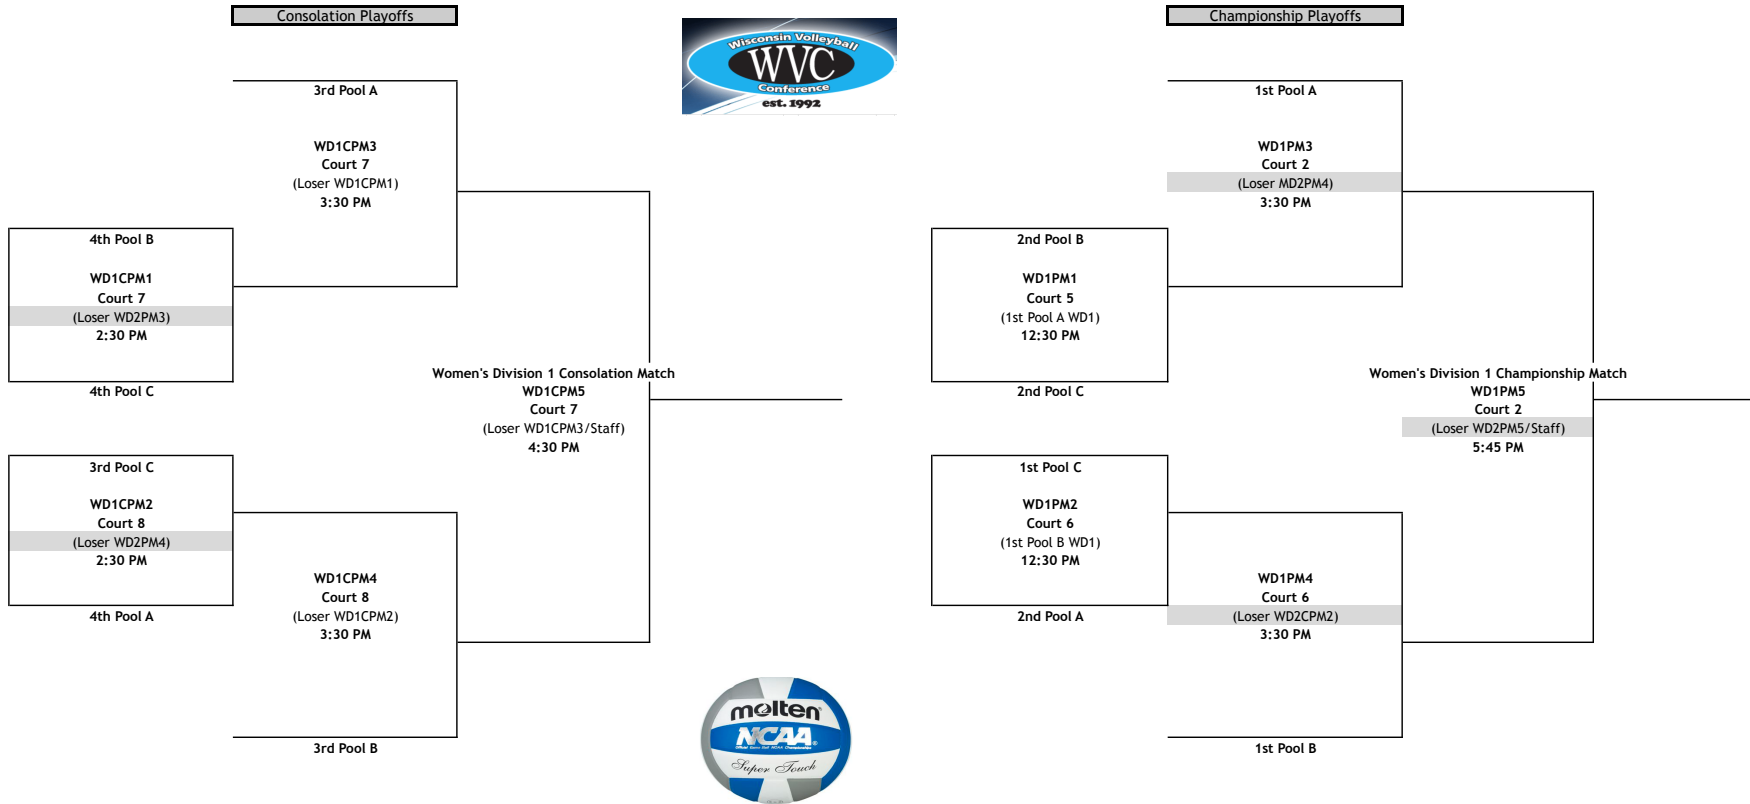 Consolation Playoffs
3rd Pool A
WD1CPM3
Court 7
(Loser WD1CPM1)
3:30 PM
4th Pool B
WD1CPM1
Court 7
(Loser WD2PM3)
2:30 PM
4th Pool C
Women's Division 1 Consolation Match
WD1CPM5
Court 7
(Loser WD1CPM3/Staff)
4:30 PM
3rd Pool C
WD1CPM2
Court 8
(Loser WD2PM4)
2:30 PM
4th Pool A
WD1CPM4
Court 8
(Loser WD1CPM2)
3:30 PM
3rd Pool B
Wisconsin Volleyball
WVC
Conference
est. 1992
molten
NCAA
Super Touch
Championship Playoffs
1st Pool A
WD1PM3
Court 2
(Loser MD2PM4)
3:30 PM
2nd Pool B
WD1PM1
Court 5
(1st Pool A WD1)
12:30 PM
2nd Pool C
Women's Division 1 Championship Match
WD1PM5
Court 2
(Loser WD2PM5/Staff)
5:45 PM
1st Pool C
WD1PM2
Court 6
(1st Pool B WD1)
12:30 PM
2nd Pool A
WD1PM4
Court 6
(Loser WD2CPM2)
3:30 PM
1st Pool B